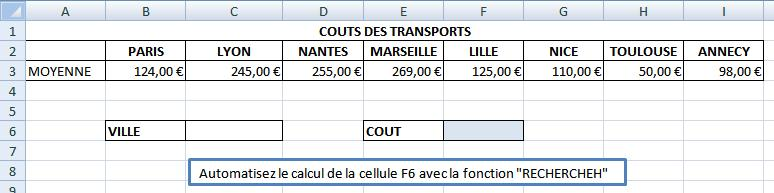 A B C D E F G H I
1 COUTS DES TRANSPORTS
2 PARIS LYON NANTES MARSEILLE LILLE NICE TOULOUSE ANNECY
3 MOYENNE 124,00 € 245,00 € 255,00 € 269,00 € 125,00 € 110,00 € 50,00 € 98,00 €
4
5
6 VILLE COUT
7
8 Automatisez le calcul de la cellule F6 avec la fonction "RECHERCHEH"
9